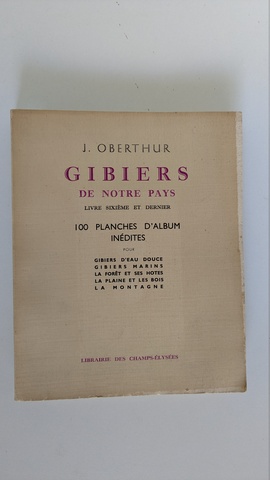 J. OBERTHUR
GIBIERS
DE NOTRE PAYS
LIVRE SIXIÈME ET DERNIER
100 PLANCHES D'ALBUM
INÉDITES
POUR
GIBIERS D'EAU DOUCE
GIBIERS MARINS
LA FORÊT ET SES HOTES
LA PLAINE ET LES BOIS
LA MONTAGNE
LIBRAIRIE DES CHAMPS-ÉLYSÉES